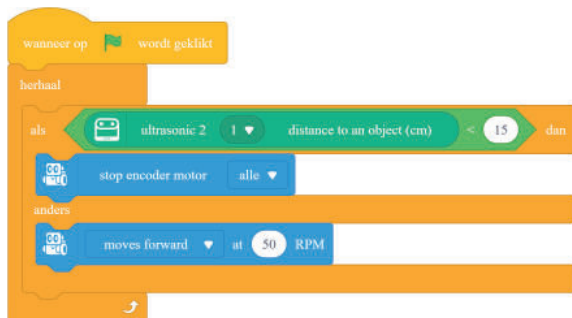 wanneer op wordt geklikt
herhaal
als ultrasonic 2 1 distance to an object (cm) < 15 dan
stop encoder motor alle
anders
moves forward at 50 RPM